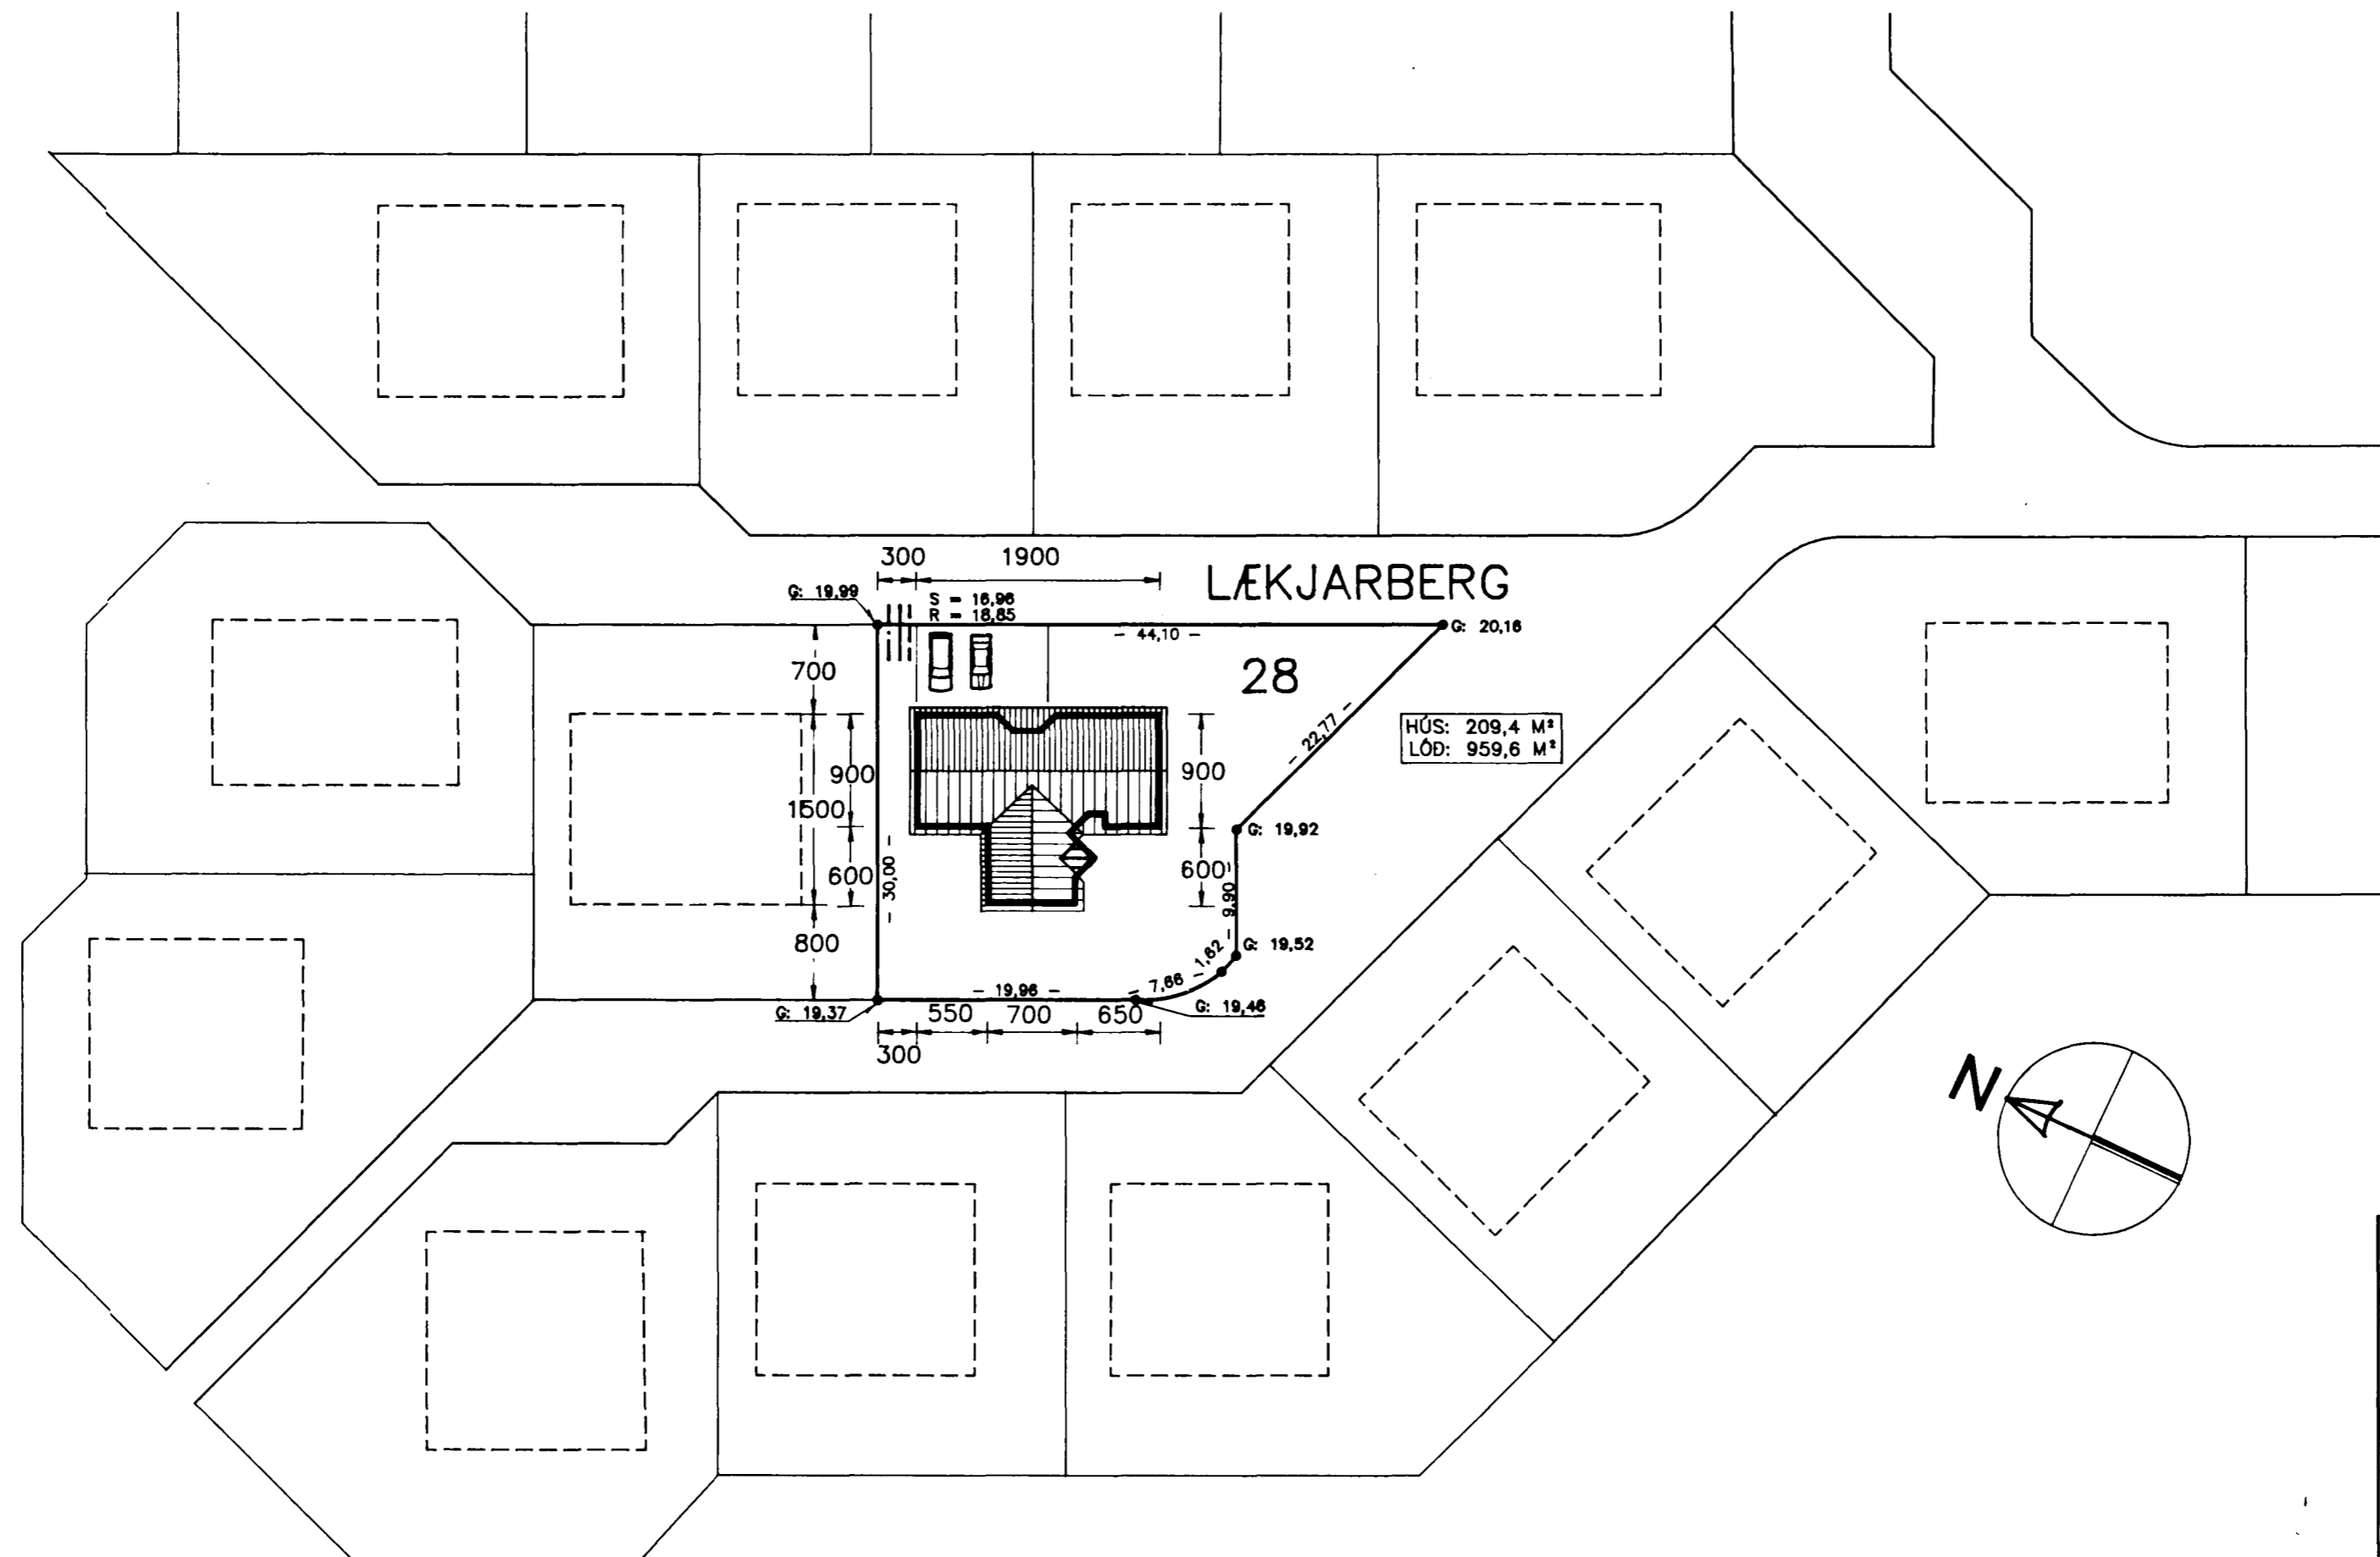 300 1900
LÆKJARBERG
G: 19,99
S = 16,96
R = 18,85
- 44,10 -
G: 20,16
700
28
- 22,77 -
HÚS: 209,4 M²
LÓÐ: 959,6 M²
900
900
1500
G: 19,92
600
- 30,00 -
600
- 9,90 -
800
G: 19,52
- 1,62 -
- 7,66
- 19,96 -
G: 19,37
550 700 650
G: 19,46
300
N